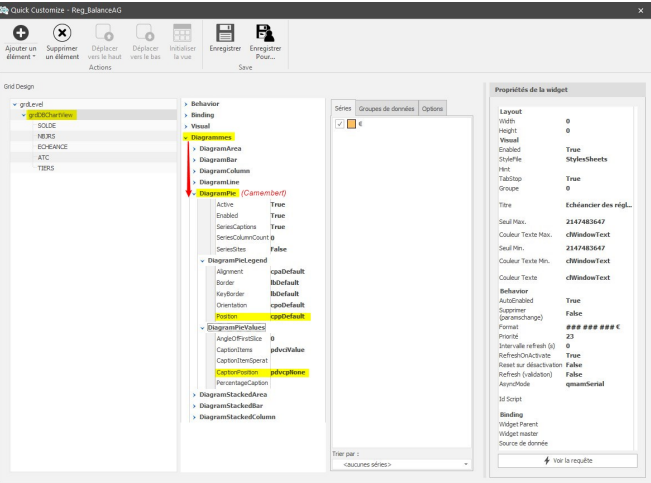 Quick Customize - Reg_BalanceAG
Ajouter un élément
Supprimer un élément
Déplacer vers le haut
Déplacer vers le bas
Initialiser la vue
Enregistrer
Enregistrer Pour...
Actions
Save
Grid Design
grdLevel
grdDBChartView
SOLDE
NBJRS
ECHEANCE
ATC
TIERS
Behavior
Binding
Visual
Diagrammes
DiagramArea
DiagramBar
DiagramColumn
DiagramLine
DiagramPie (Camembert)
Active True
Enabled True
SeriesCaptions True
SeriesColumnCount 0
SeriesSites False
DiagramPieLegend
Alignment cpaDefault
Border lbDefault
KeyBorder lbDefault
Orientation cpoDefault
Position cppDefault
DiagramPieValues
AngleOfFirstSlice 0
CaptionItems pdvciValue
CaptionItemSperat
CaptionPosition pdvcpNone
PercentageCaption
DiagramStackedArea
DiagramStackedBar
DiagramStackedColumn
Séries Groupes de données Options
€
Trier par :
<aucunes séries>
Propriétés de la widget
Layout
Width 0
Height 0
Visual
Enabled True
StyleFile StylesSheets
Hint
TabStop True
Groupe 0
Titre Echéancier des régl...
Seuil Max. 2147483647
Couleur Texte Max. clWindowText
Seuil Min. 2147483647
Couleur Texte Min. clWindowText
Couleur Texte clWindowText
Behavior
AutoEnabled True
Supprimer (paramschange) False
Format ### ### ### €
Priorité 23
Intervalle refresh (s) 0
RefreshOnActivate True
Reset sur désactivation False
Refresh (validation) False
AsyncMode qmamSerial
Id Script
Binding
Widget Parent
Widget master
Source de donnée
Voir la requête